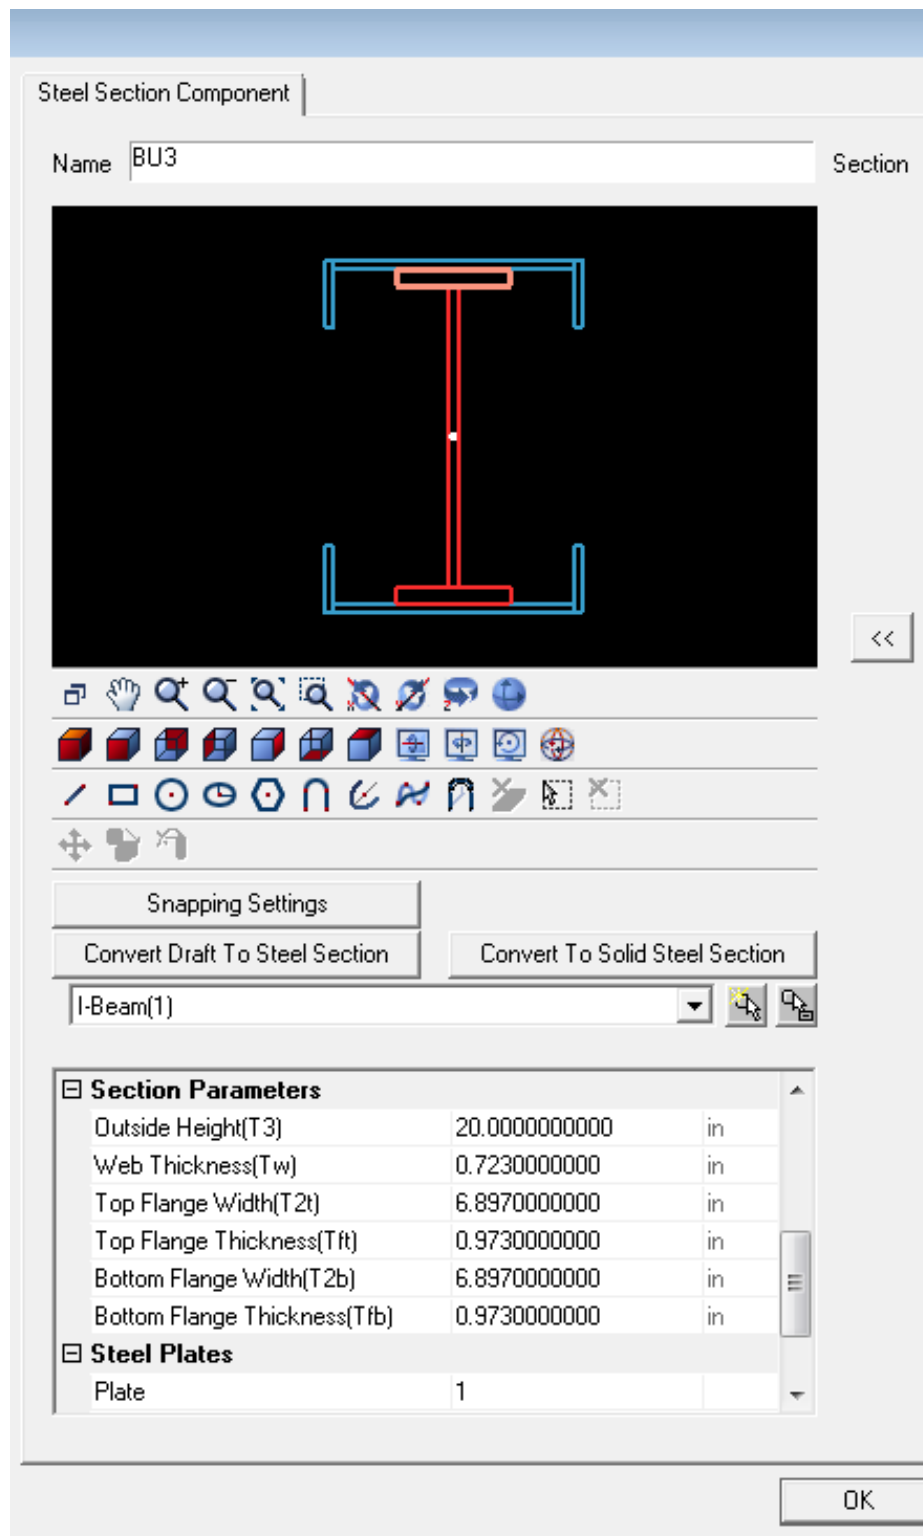 Steel Section Component
Name BU3 Section
<<
Snapping Settings
Convert Draft To Steel Section Convert To Solid Steel Section
I-Beam(1)
Section Parameters
Outside Height(T3) 20.0000000000 in
Web Thickness(Tw) 0.7230000000 in
Top Flange Width(T2t) 6.8970000000 in
Top Flange Thickness(Tft) 0.9730000000 in
Bottom Flange Width(T2b) 6.8970000000 in
Bottom Flange Thickness(Tfb) 0.9730000000 in
Steel Plates
Plate 1
OK